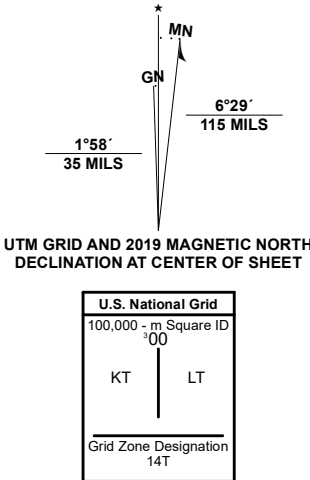 ★
MN
GN
6°29´
115 MILS
1°58´
35 MILS
UTM GRID AND 2019 MAGNETIC NORTH
DECLINATION AT CENTER OF SHEET
U.S. National Grid
100,000 - m Square ID
³00
KT LT
Grid Zone Designation
14T